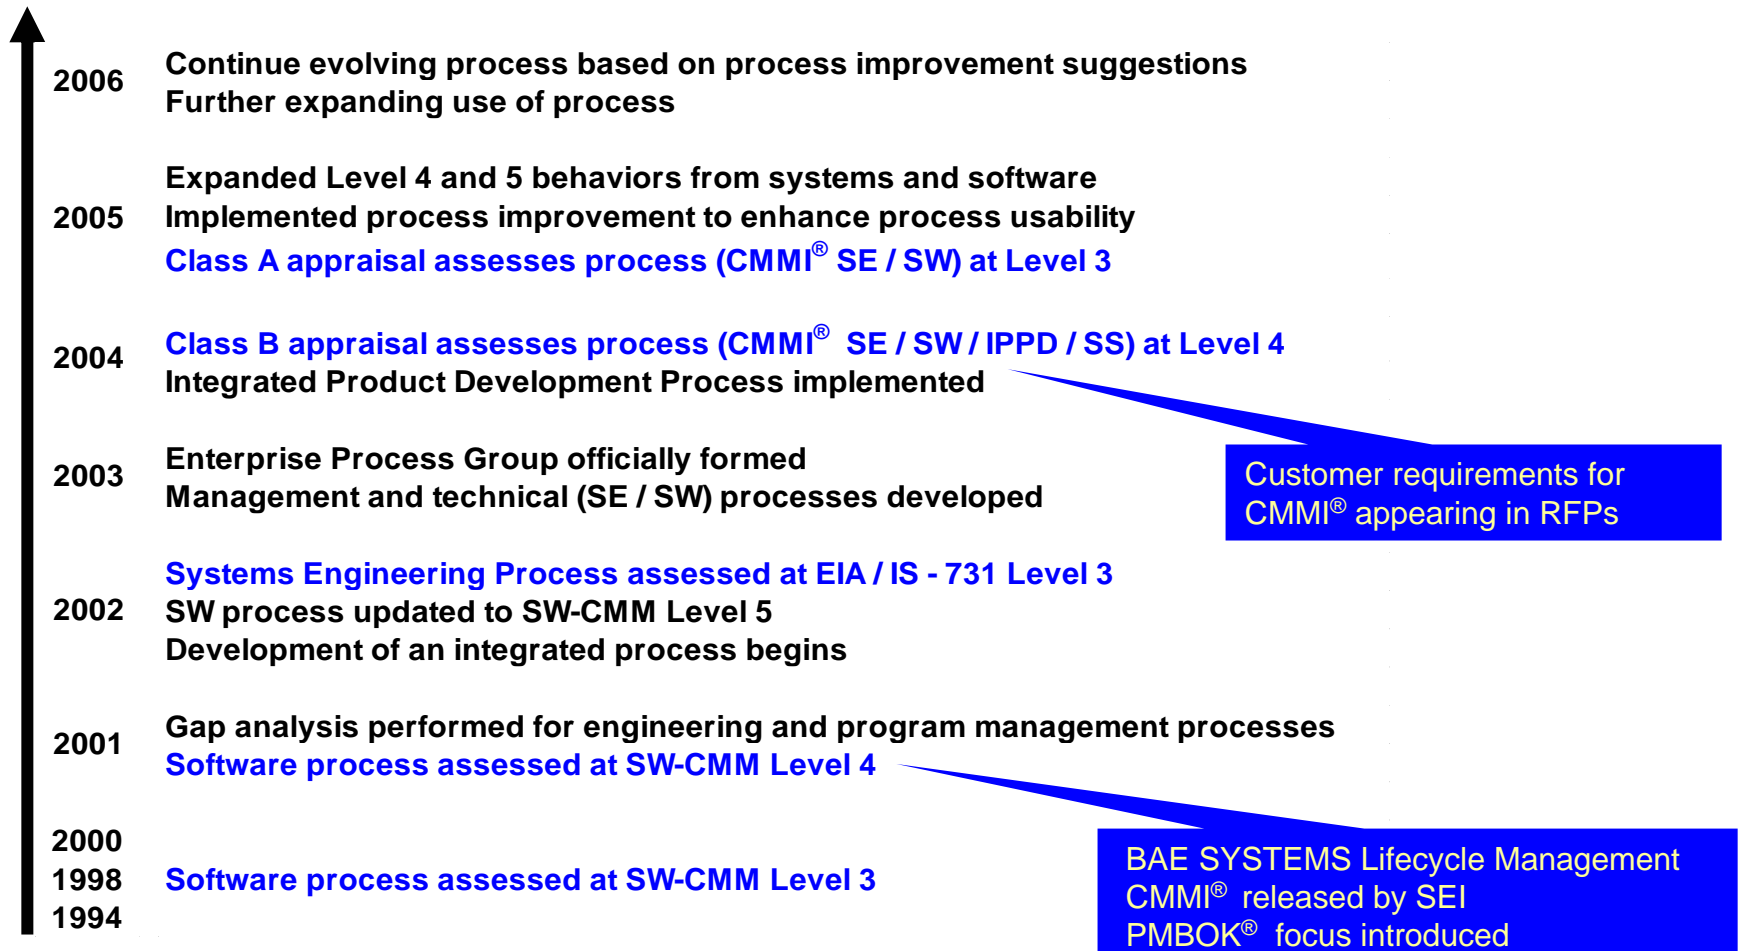 2006
Continue evolving process based on process improvement suggestions
Further expanding use of process
2005
Expanded Level 4 and 5 behaviors from systems and software
Implemented process improvement to enhance process usability
Class A appraisal assesses process (CMMI® SE / SW) at Level 3
2004
Class B appraisal assesses process (CMMI® SE / SW / IPPD / SS) at Level 4
Integrated Product Development Process implemented
Customer requirements for
CMMI® appearing in RFPs
2003
Enterprise Process Group officially formed
Management and technical (SE / SW) processes developed
2002
Systems Engineering Process assessed at EIA / IS - 731 Level 3
SW process updated to SW-CMM Level 5
Development of an integrated process begins
2001
Gap analysis performed for engineering and program management processes
Software process assessed at SW-CMM Level 4
BAE SYSTEMS Lifecycle Management
CMMI® released by SEI
PMBOK® focus introduced
2000
1998
Software process assessed at SW-CMM Level 3
1994